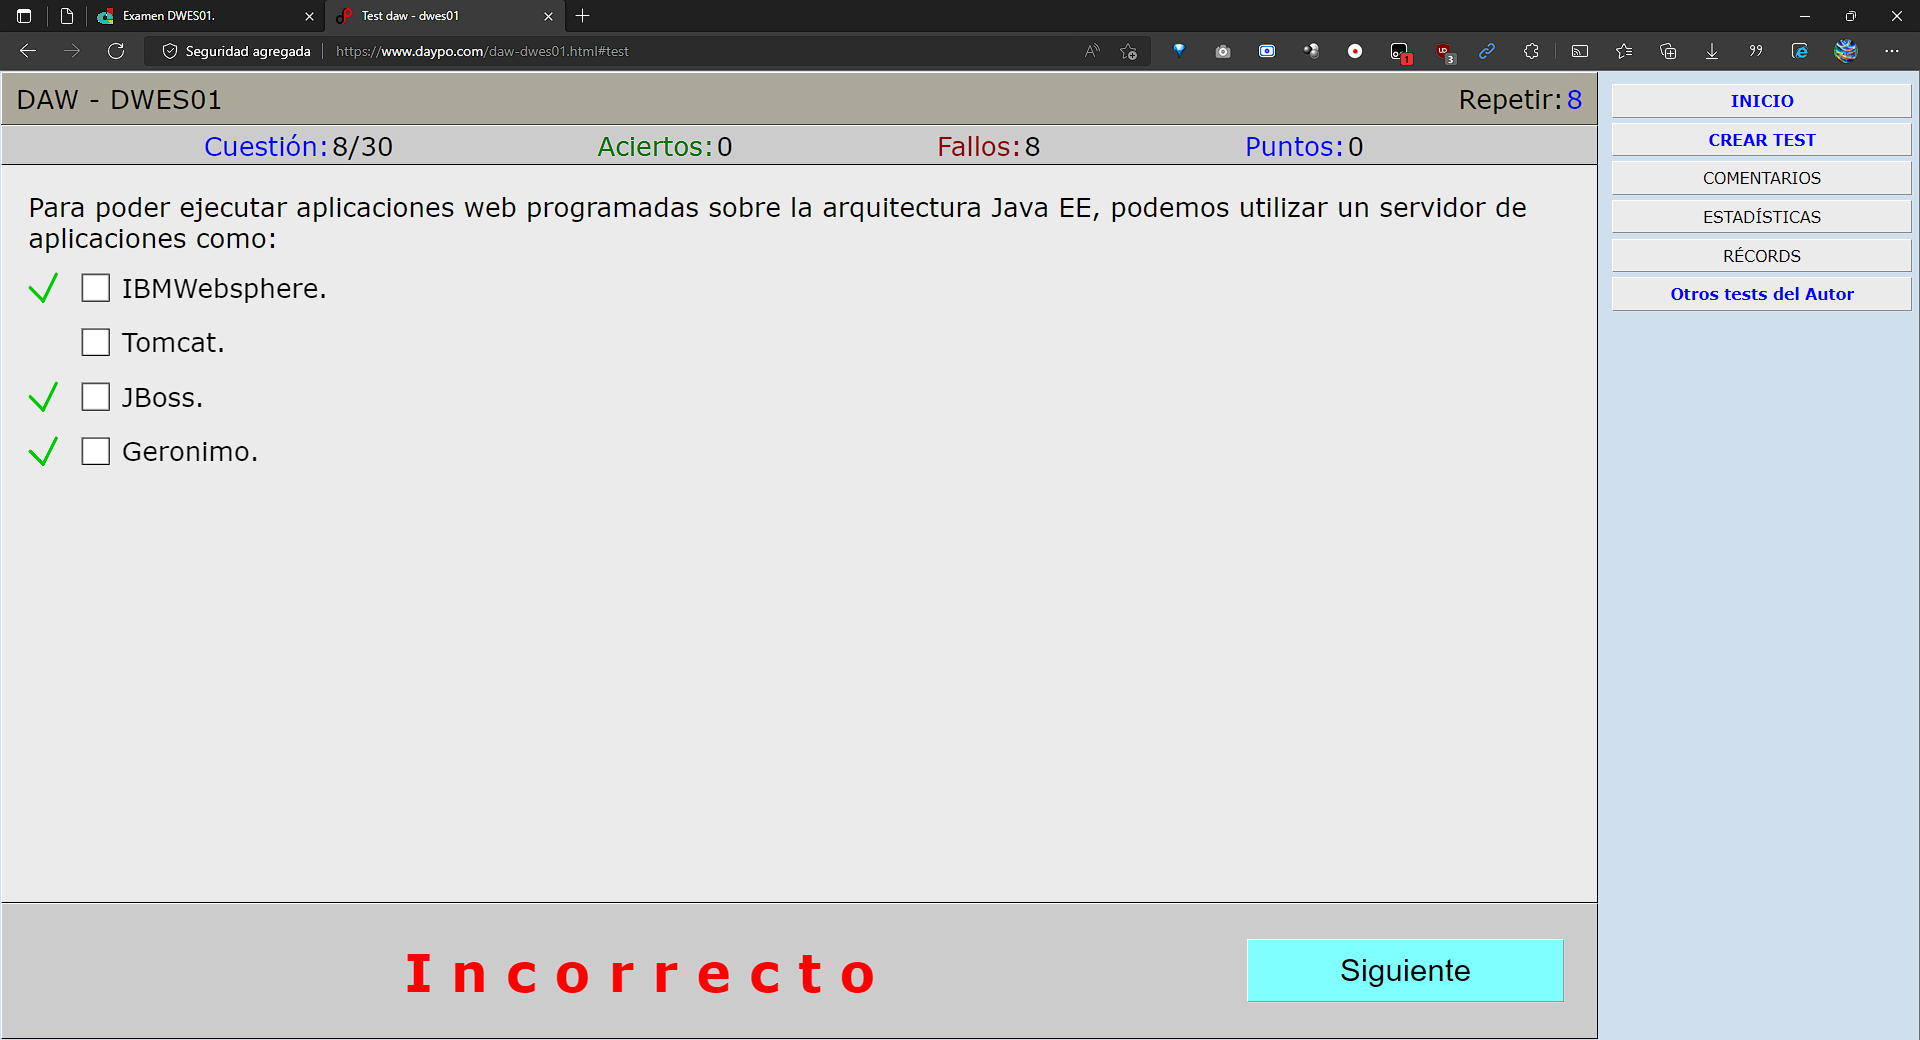 Examen DWES01.
Test daw - dwes01
Seguridad agregada
https://www.daypo.com/daw-dwes01.html#test
1
3
DAW - DWES01
Repetir: 8
Cuestión: 8/30
Aciertos: 0
Fallos: 8
Puntos: 0
Para poder ejecutar aplicaciones web programadas sobre la arquitectura Java EE, podemos utilizar un servidor de
aplicaciones como:
IBMWebsphere.
Tomcat.
JBoss.
Geronimo.
Incorrecto
Siguiente
INICIO
CREAR TEST
COMENTARIOS
ESTADÍSTICAS
RÉCORDS
Otros tests del Autor